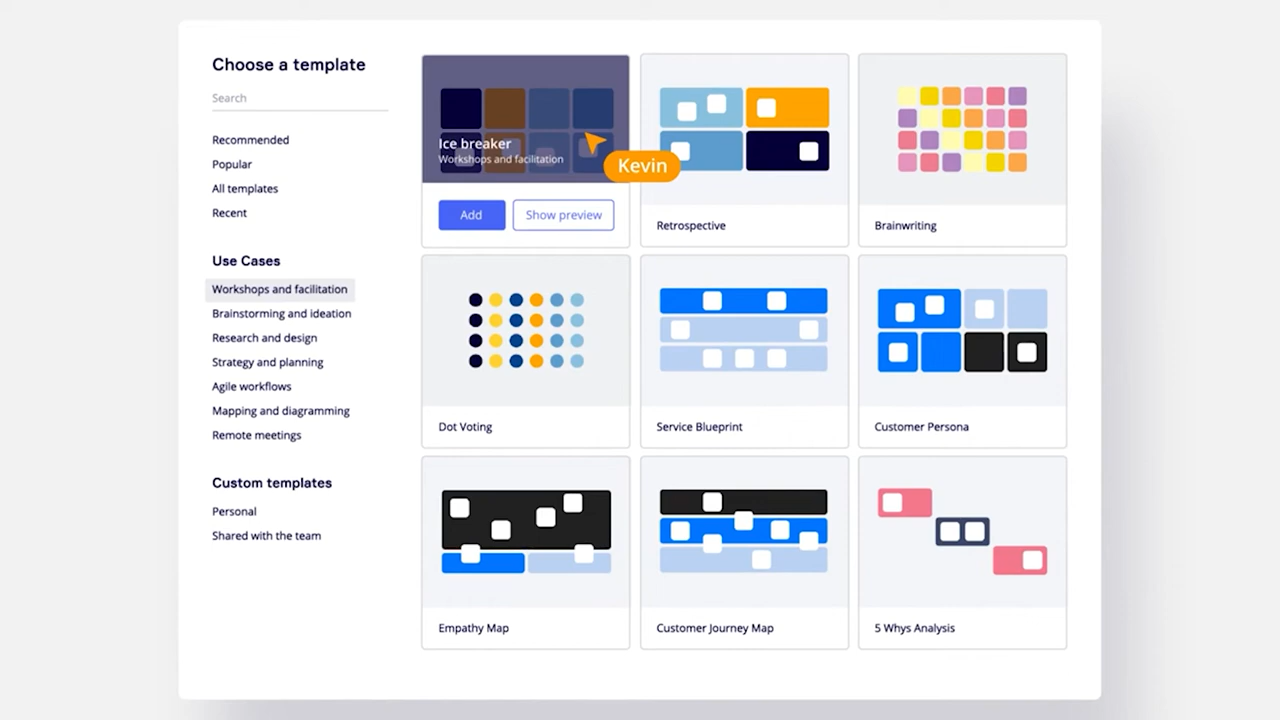 Choose a template
Search
Recommended
Popular
All templates
Recent
Use Cases
Workshops and facilitation
Brainstorming and ideation
Research and design
Strategy and planning
Agile workflows
Mapping and diagramming
Remote meetings
Custom templates
Personal
Shared with the team
Ice breaker
Workshops and facilitation
Kevin
Add
Show preview
Retrospective
Brainwriting
Dot Voting
Service Blueprint
Customer Persona
Empathy Map
Customer Journey Map
5 Whys Analysis